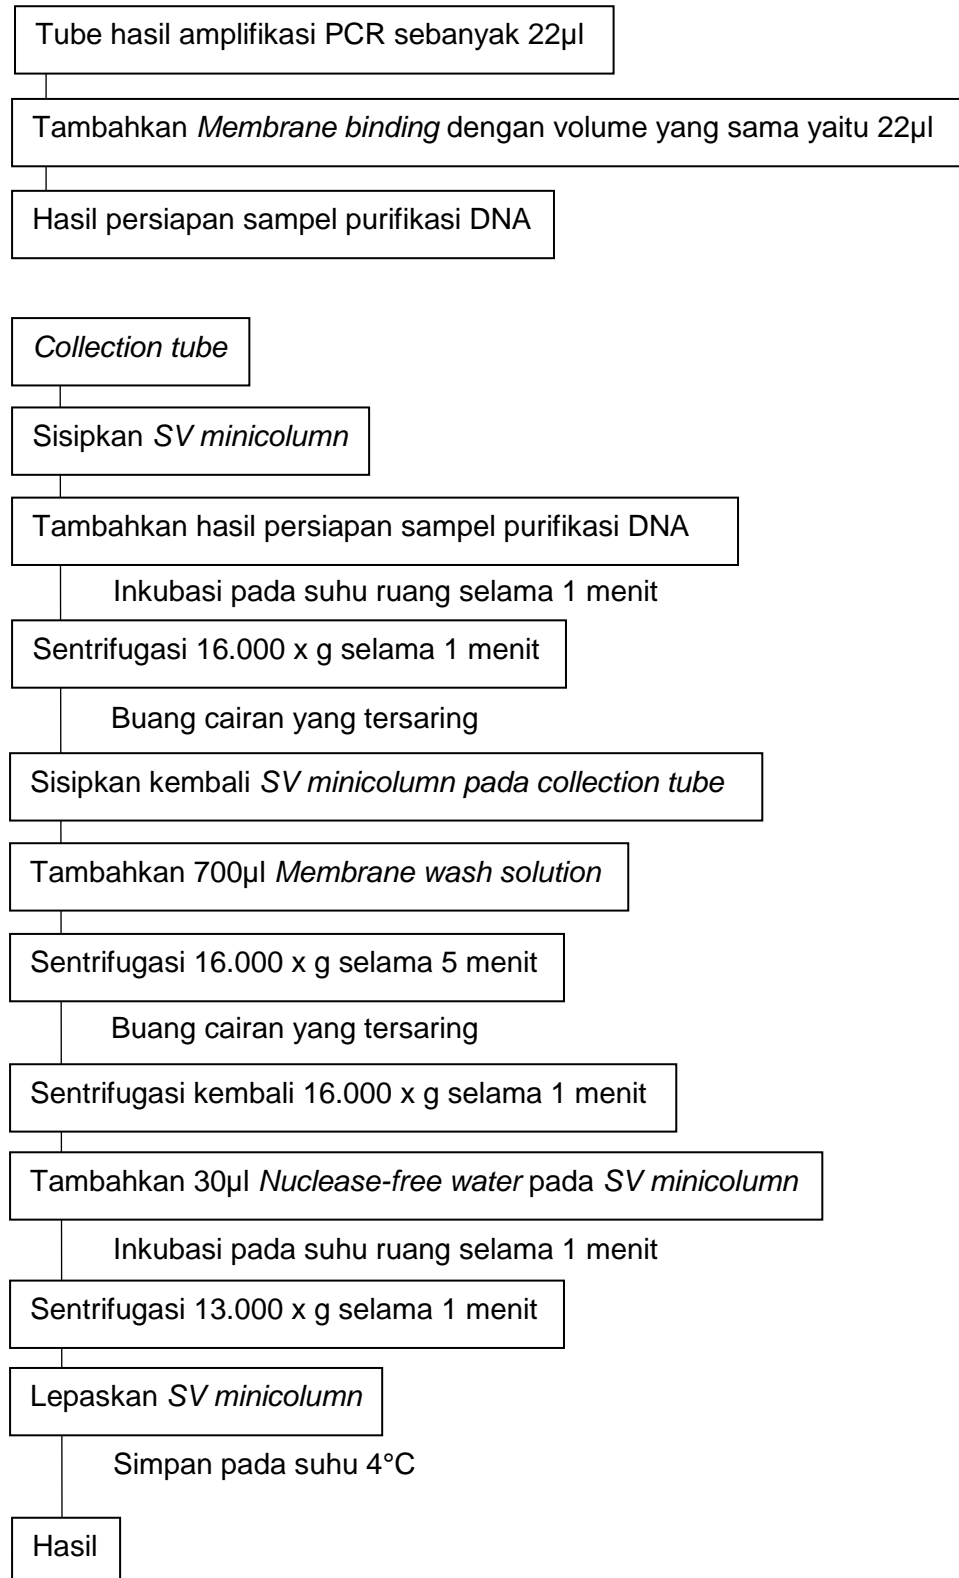 Tube hasil amplifikasi PCR sebanyak 22µl
Tambahkan Membrane binding dengan volume yang sama yaitu 22µl
Hasil persiapan sampel purifikasi DNA
Collection tube
Sisipkan SV minicolumn
Tambahkan hasil persiapan sampel purifikasi DNA
Inkubasi pada suhu ruang selama 1 menit
Sentrifugasi 16.000 x g selama 1 menit
Buang cairan yang tersaring
Sisipkan kembali SV minicolumn pada collection tube
Tambahkan 700µl Membrane wash solution
Sentrifugasi 16.000 x g selama 5 menit
Buang cairan yang tersaring
Sentrifugasi kembali 16.000 x g selama 1 menit
Tambahkan 30µl Nuclease-free water pada SV minicolumn
Inkubasi pada suhu ruang selama 1 menit
Sentrifugasi 13.000 x g selama 1 menit
Lepaskan SV minicolumn
Simpan pada suhu 4°C
Hasil